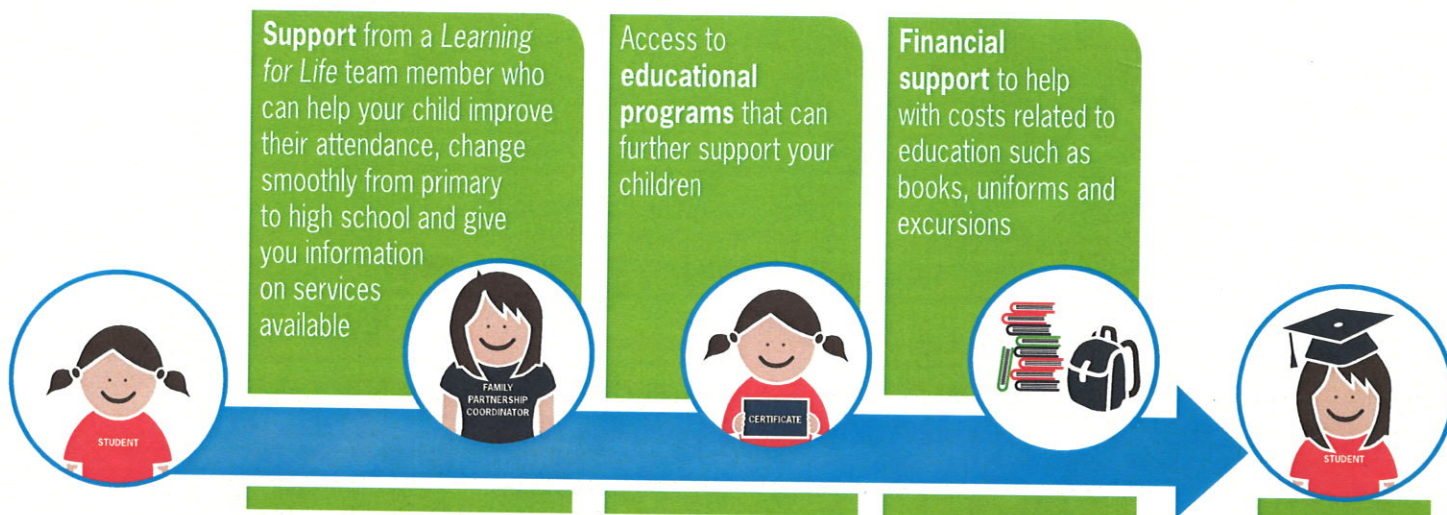 Support from a Learning
for Life team member who
can help your child improve
their attendance, change
smoothly from primary
to high school and give
you information
on services
available
Access to
educational
programs that can
further support your
children
Financial
support to help
with costs related to
education such as
books, uniforms and
excursions
STUDENT
FAMILY
PARTNERSHIP
COORDINATOR
CERTIFICATE
STUDENT